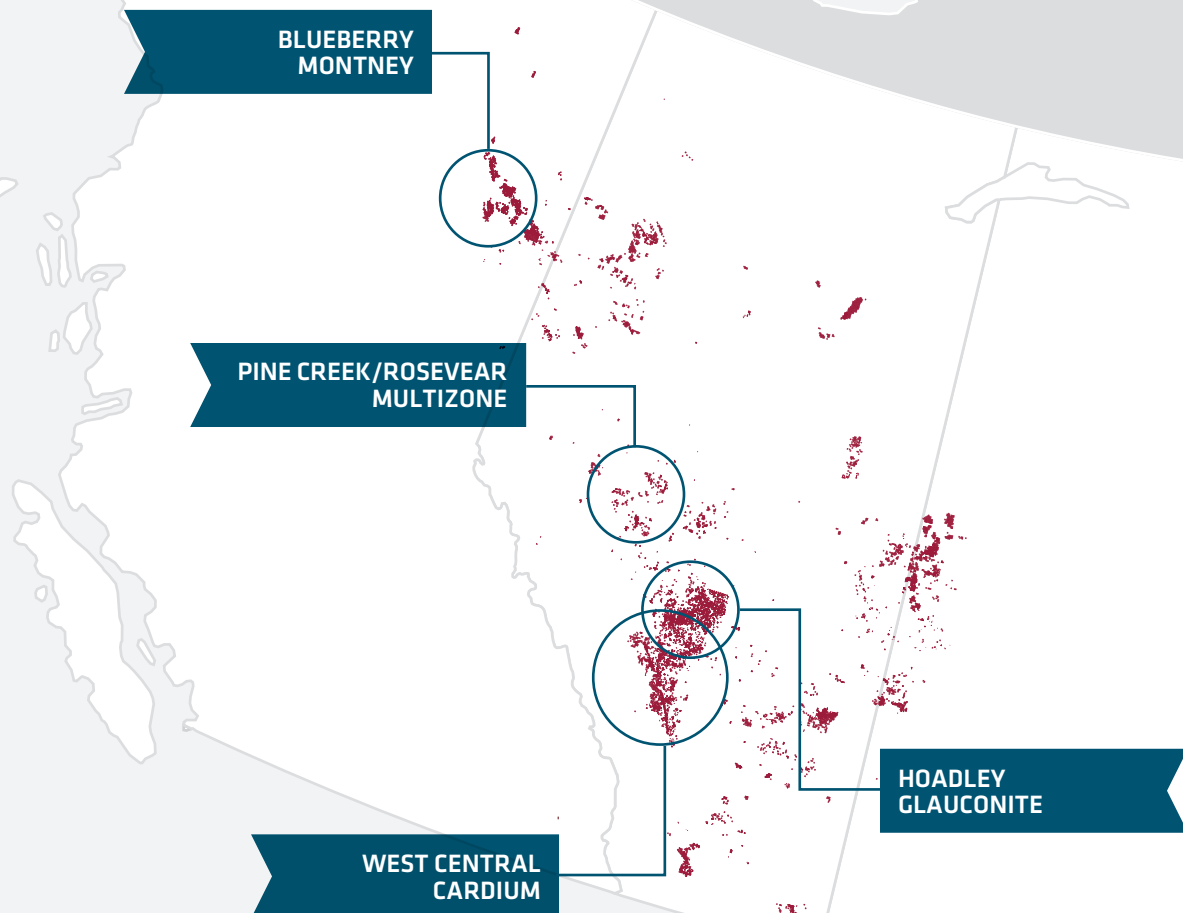 BLUEBERRY
MONTNEY
PINE CREEK/ROSEVEAR
MULTIZONE
HOADLEY
GLAUCONITE
WEST CENTRAL
CARDIUM